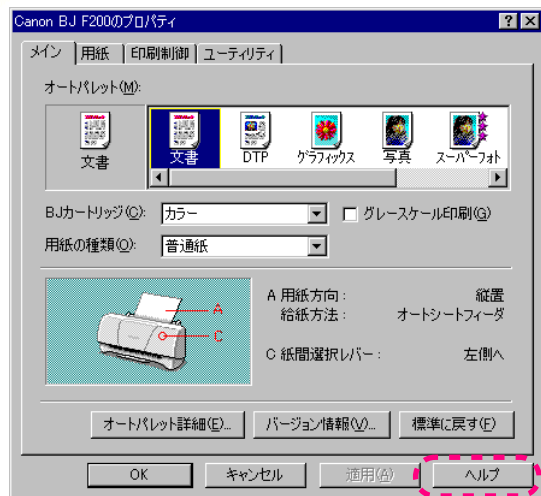 Canon BJ F200のプロパティ
メイン 用紙 印刷制御 ユーティリティ
オートパレット(M):
文書 文書 DTP グラフィックス 写真 スーパーフォト
BJカートリッジ(C): カラー グレースケール印刷(G)
用紙の種類(O): 普通紙
A 用紙方向: 縦置
給紙方法: オートシートフィーダ
C 紙間選択レバー: 左側へ
A
C
オートパレット詳細(E)... バージョン情報(V)... 標準に戻す(F)
OK キャンセル 適用(A) ヘルプ